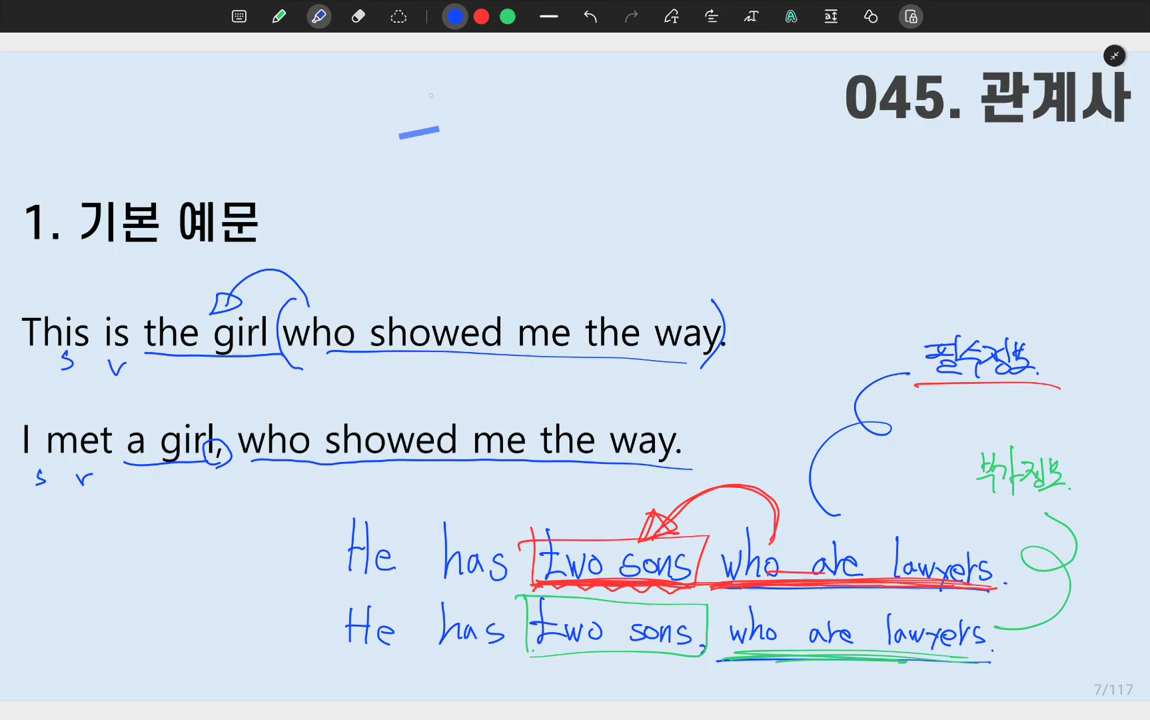 045. 관계사
1. 기본 예문
This is the girl (who showed me the way).
s v
필수정보.
I met a girl, who showed me the way.
s v
부가정보.
He has two sons who are lawyers.
He has two sons, who are lawyers.
7/117